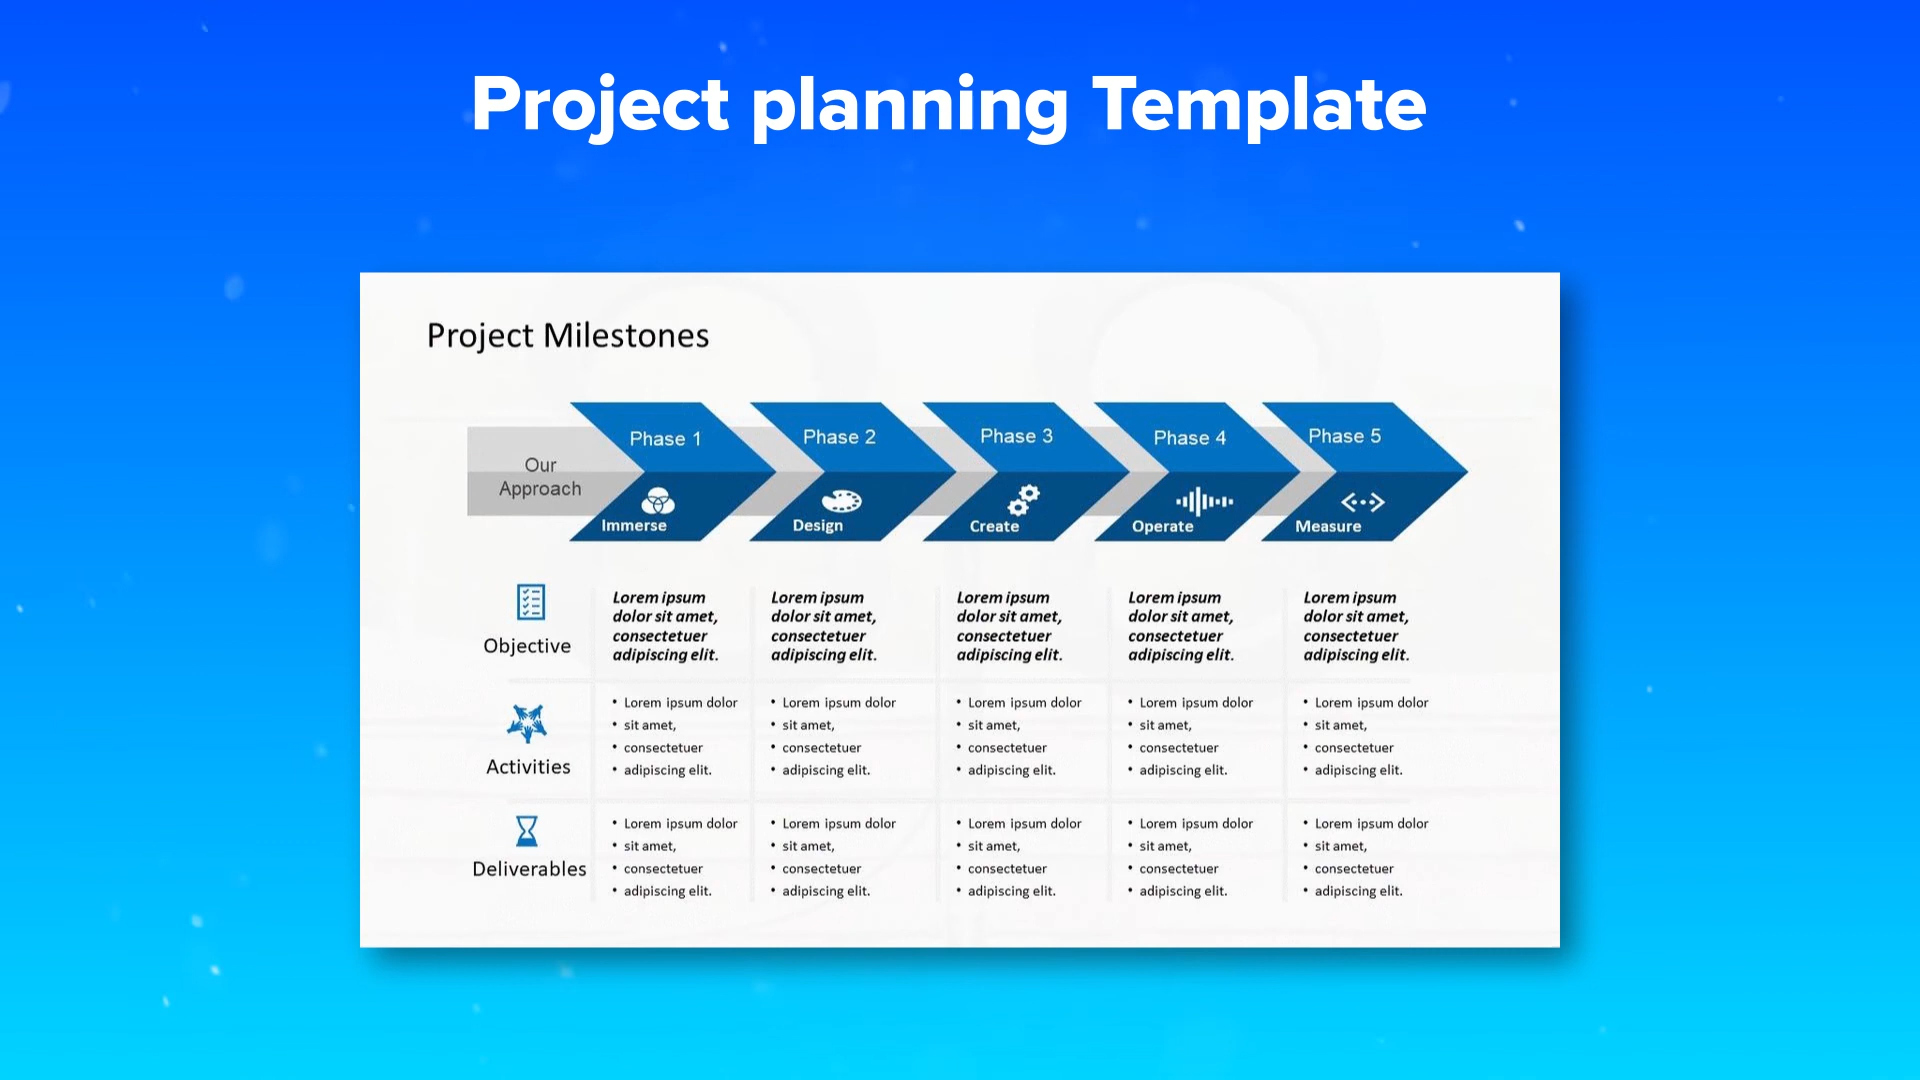 Project planning Template
Project Milestones
Our
Approach
Phase 1
Immerse
Phase 2
Design
Phase 3
Create
Phase 4
Operate
Phase 5
Measure
Objective
Lorem ipsum
dolor sit amet,
consectetuer
adipiscing elit.
Lorem ipsum
dolor sit amet,
consectetuer
adipiscing elit.
Lorem ipsum
dolor sit amet,
consectetuer
adipiscing elit.
Lorem ipsum
dolor sit amet,
consectetuer
adipiscing elit.
Lorem ipsum
dolor sit amet,
consectetuer
adipiscing elit.
Activities
• Lorem ipsum dolor
• sit amet,
• consectetuer
• adipiscing elit.
• Lorem ipsum dolor
• sit amet,
• consectetuer
• adipiscing elit.
• Lorem ipsum dolor
• sit amet,
• consectetuer
• adipiscing elit.
• Lorem ipsum dolor
• sit amet,
• consectetuer
• adipiscing elit.
• Lorem ipsum dolor
• sit amet,
• consectetuer
• adipiscing elit.
Deliverables
• Lorem ipsum dolor
• sit amet,
• consectetuer
• adipiscing elit.
• Lorem ipsum dolor
• sit amet,
• consectetuer
• adipiscing elit.
• Lorem ipsum dolor
• sit amet,
• consectetuer
• adipiscing elit.
• Lorem ipsum dolor
• sit amet,
• consectetuer
• adipiscing elit.
• Lorem ipsum dolor
• sit amet,
• consectetuer
• adipiscing elit.